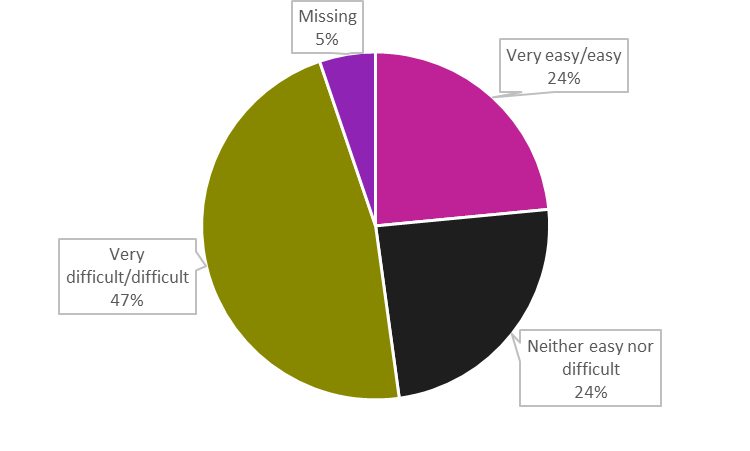 Missing
5%
Very easy/easy
24%
Very
difficult/difficult
47%
Neither easy nor
difficult
24%